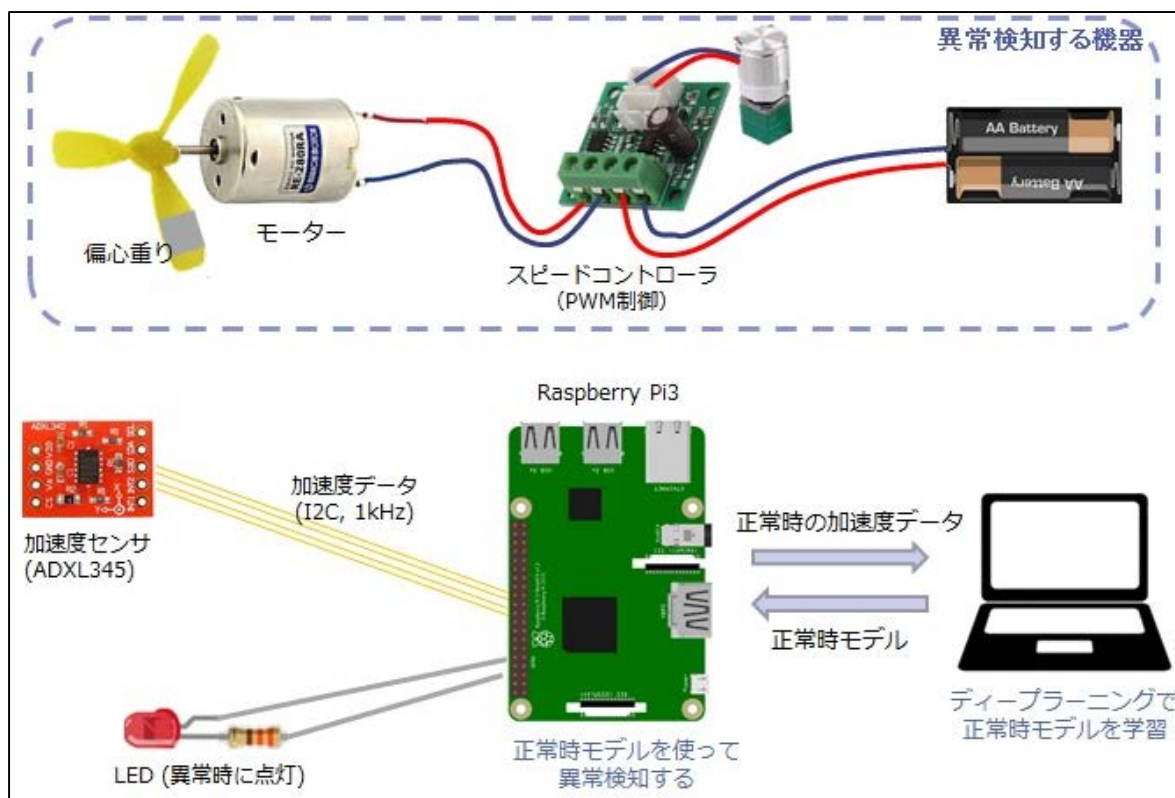 異常検知する機器
RE-280RA
AA Battery
AA Battery
モーター
偏心重り
スピードコントローラ
(PWM制御)
Raspberry Pi3
ADXL345
加速度データ
(I2C, 1kHz)
加速度センサ
(ADXL345)
正常時の加速度データ
正常時モデル
ディープラーニングで
正常時モデルを学習
LED (異常時に点灯)
正常時モデルを使って
異常検知する